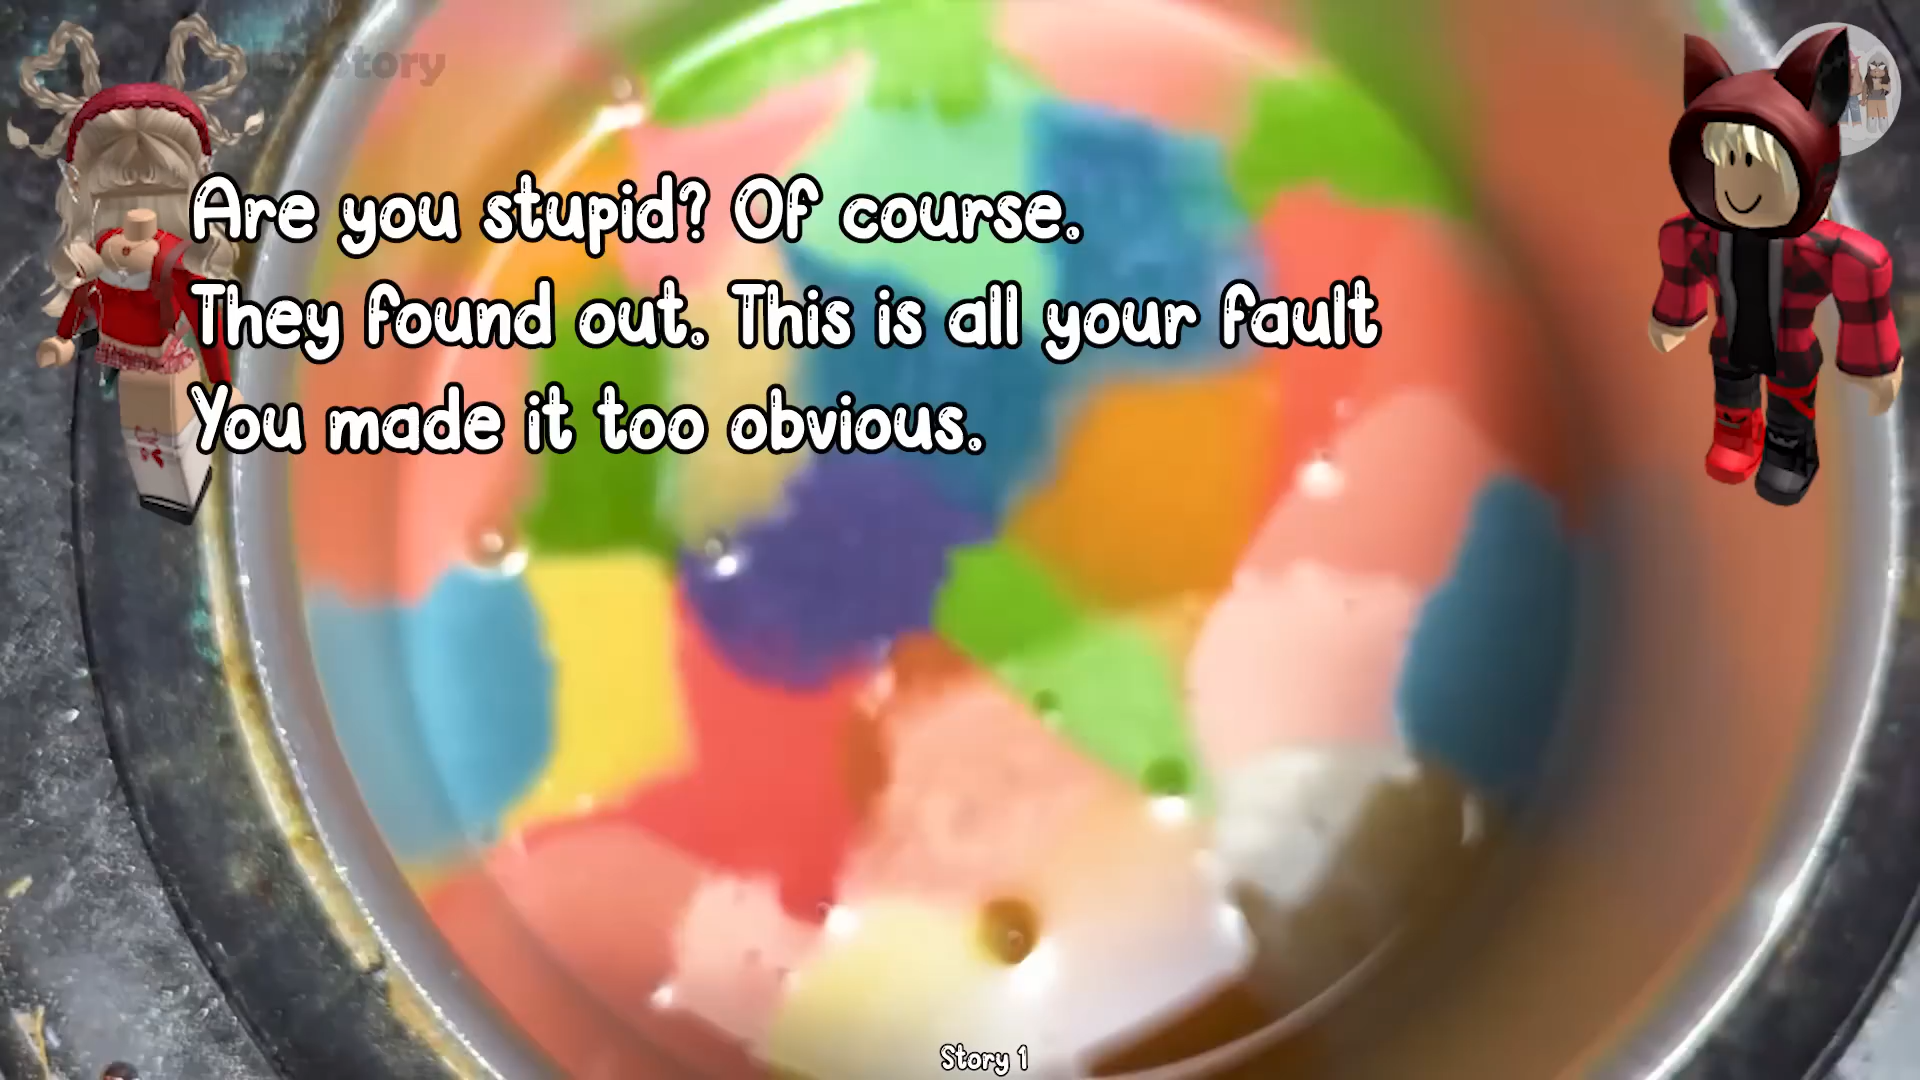 story
Are you stupid? Of course.
They found out. This is all your fault
You made it too obvious.
Story 1